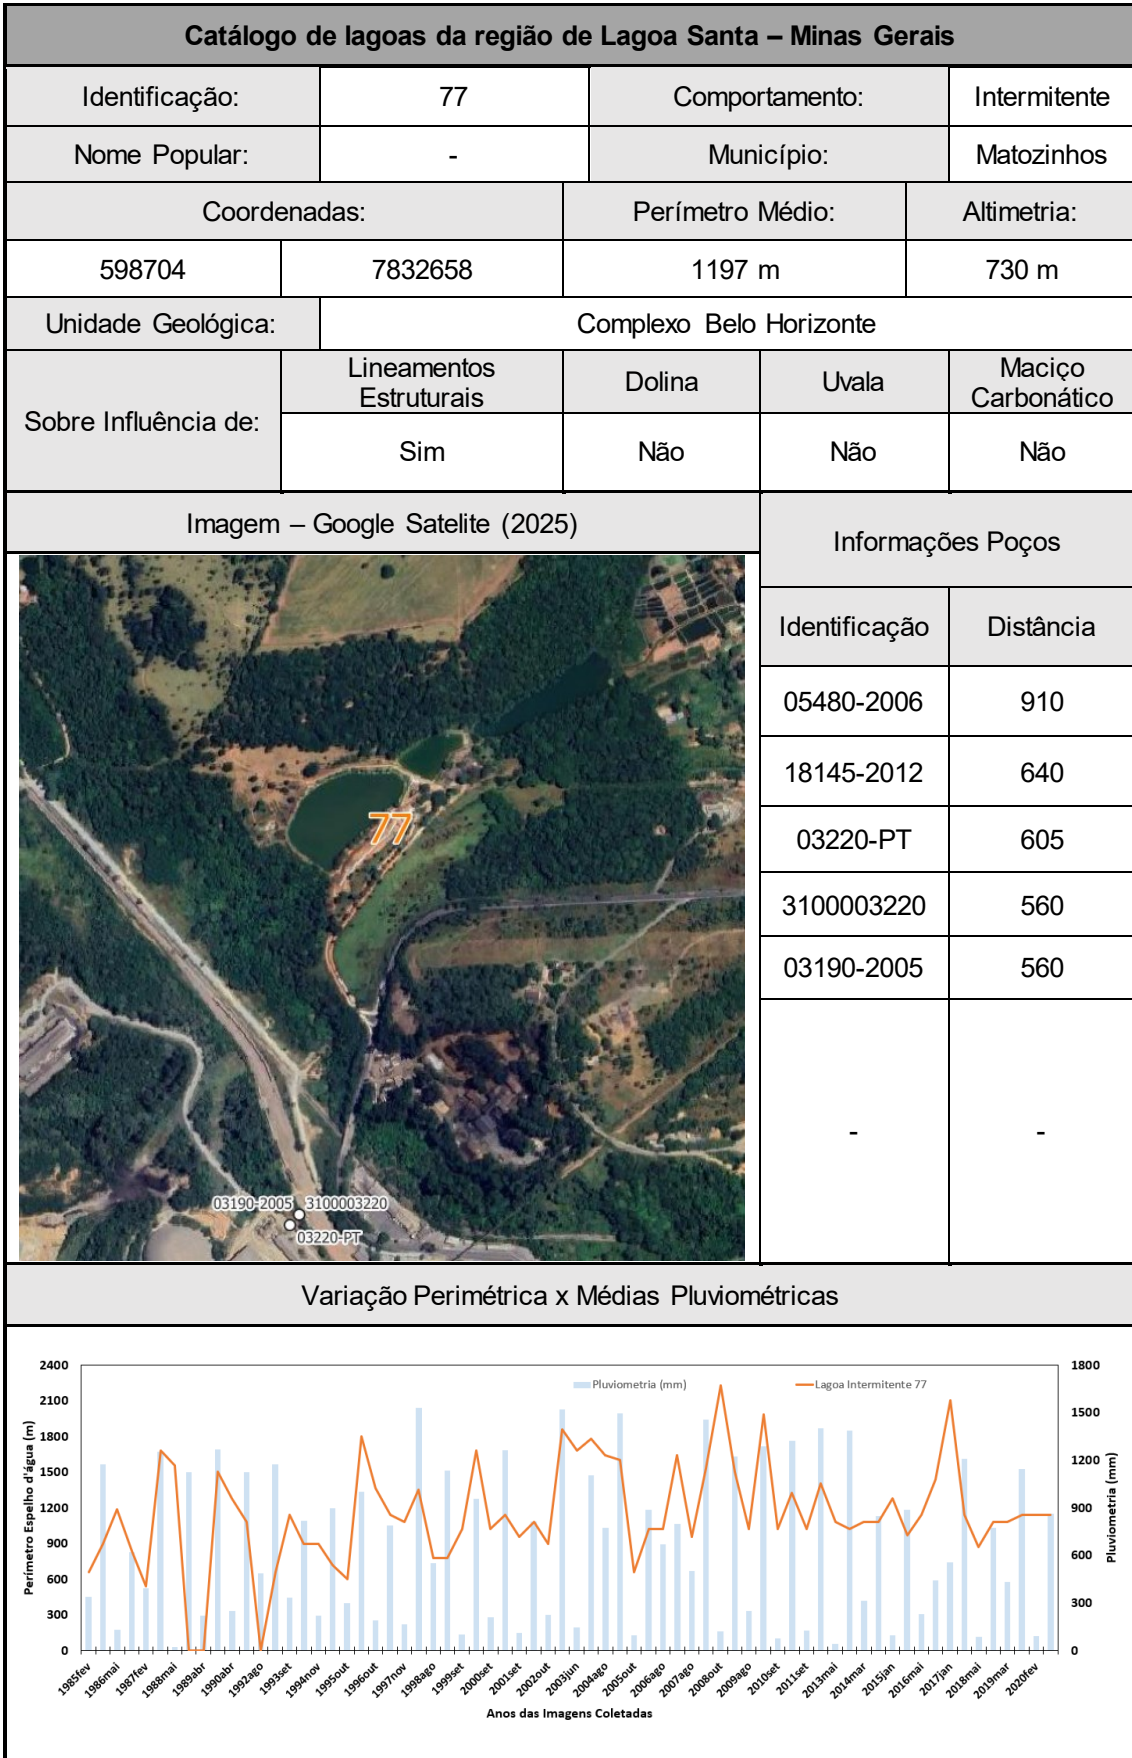 Catálogo de lagoas da região de Lagoa Santa – Minas Gerais
Identificação: 77 Comportamento: Intermitente
Nome Popular: - Município: Matozinhos
Coordenadas: Perímetro Médio: Altimetria:
598704 7832658 1197 m 730 m
Unidade Geológica: Complexo Belo Horizonte
Sobre Influência de:
Lineamentos Estruturais Dolina Uvala Maciço Carbonático
Sim Não Não Não
Imagem – Google Satelite (2025)
77
03190-2005 3100003220
03220-PT
Informações Poços
Identificação Distância
05480-2006 910
18145-2012 640
03220-PT 605
3100003220 560
03190-2005 560
- -
Variação Perimétrica x Médias Pluviométricas
Pluviometria (mm) Lagoa Intermitente 77
Perímetro Espelho d'água (m)
2400
2100
1800
1500
1200
900
600
300
0
Pluviometria (mm)
1800
1500
1200
900
600
300
0
1985fev 1986mai 1987fev 1988mai 1989abr 1990abr 1992ago 1993set 1994nov 1995out 1996out 1997nov 1998ago 1999set 2000set 2001set 2002out 2003jun 2004ago 2005out 2006ago 2007ago 2008out 2009ago 2010set 2011set 2013mai 2014mar 2015jan 2016mai 2017jan 2018mai 2019mar 2020fev
Anos das Imagens Coletadas